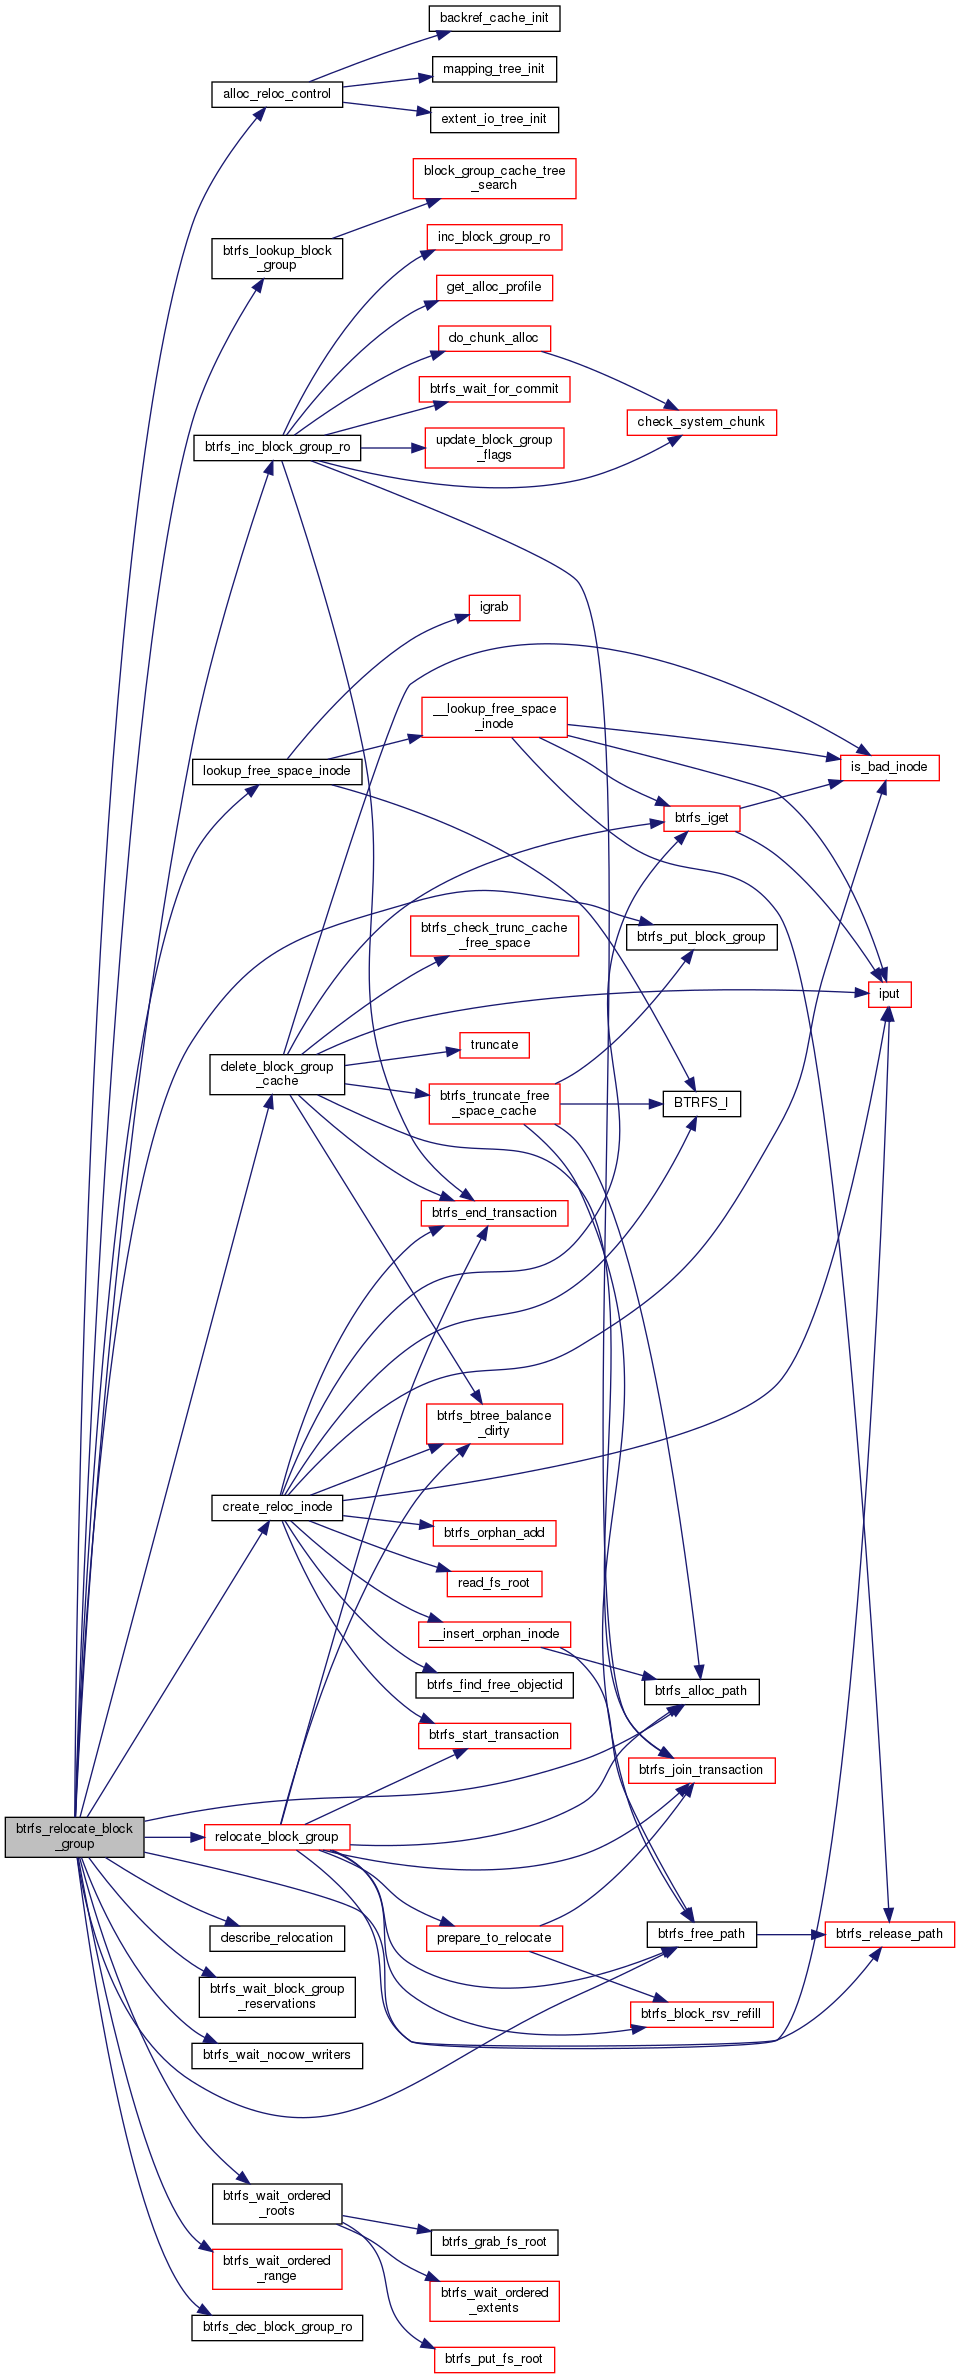 backref_cache_init
mapping_tree_init
alloc_reloc_control
extent_io_tree_init
block_group_cache_tree
_search
btrfs_lookup_block
_group
inc_block_group_ro
get_alloc_profile
do_chunk_alloc
btrfs_wait_for_commit
check_system_chunk
btrfs_inc_block_group_ro
update_block_group
_flags
igrab
__lookup_free_space
_inode
lookup_free_space_inode
is_bad_inode
btrfs_iget
btrfs_check_trunc_cache
_free_space
btrfs_put_block_group
iput
truncate
delete_block_group
_cache
btrfs_truncate_free
_space_cache
BTRFS_I
btrfs_end_transaction
btrfs_btree_balance
_dirty
create_reloc_inode
btrfs_orphan_add
read_fs_root
__insert_orphan_inode
btrfs_find_free_objectid
btrfs_alloc_path
btrfs_start_transaction
btrfs_join_transaction
btrfs_relocate_block
_group
relocate_block_group
describe_relocation
prepare_to_relocate
btrfs_free_path
btrfs_release_path
btrfs_wait_block_group
_reservations
btrfs_block_rsv_refill
btrfs_wait_nocow_writers
btrfs_wait_ordered
_roots
btrfs_grab_fs_root
btrfs_wait_ordered
_range
btrfs_wait_ordered
_extents
btrfs_dec_block_group_ro
btrfs_put_fs_root